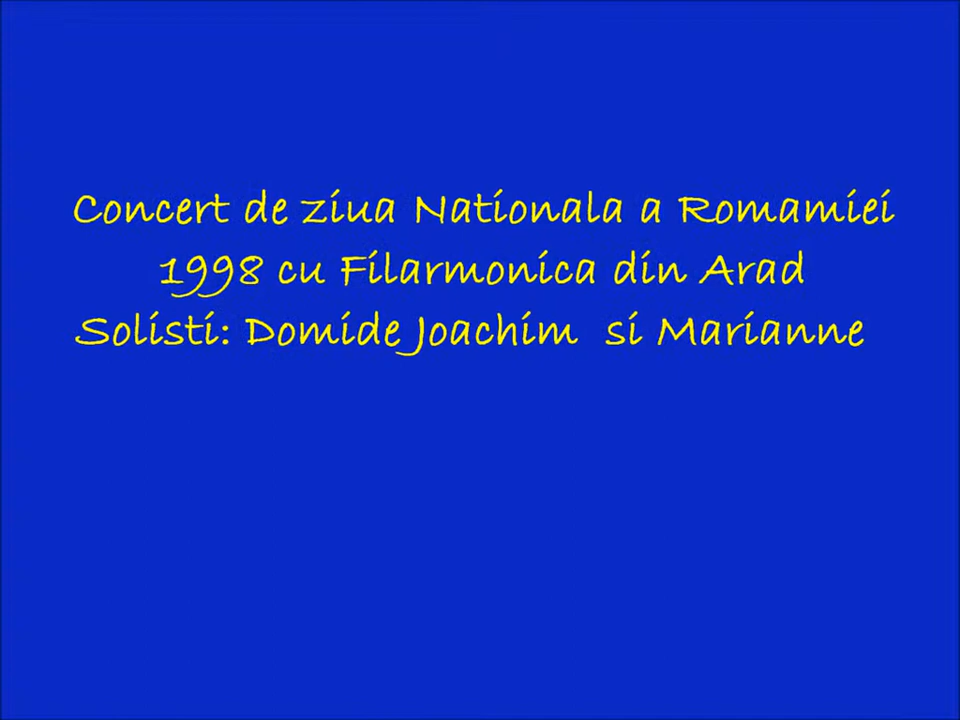 Concert de ziua Nationala a Romamiei
1998 cu Filarmonica din Arad
Solisti: Domide Joachim si Marianne